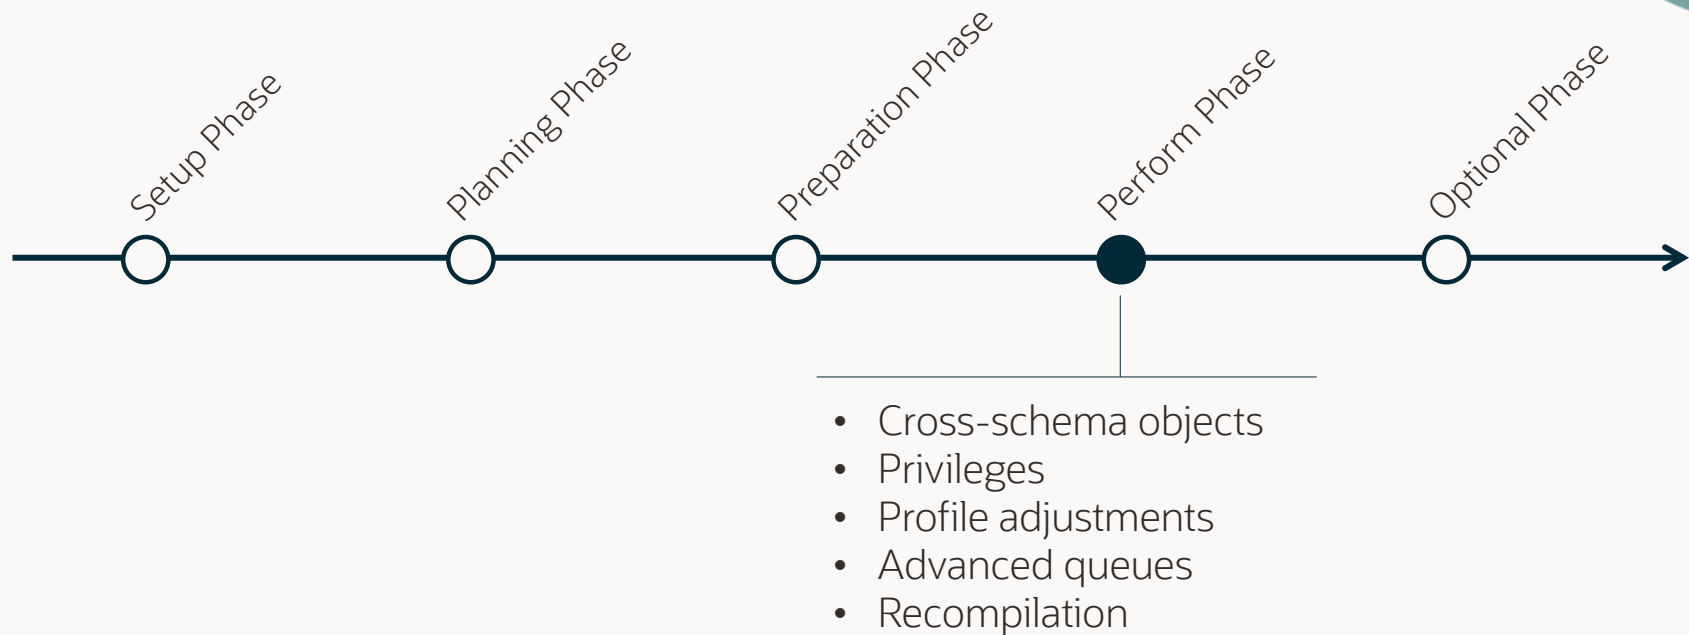 Setup Phase
Planning Phase
Preparation Phase
Perform Phase
Optional Phase
• Cross-schema objects
• Privileges
• Profile adjustments
• Advanced queues
• Recompilation